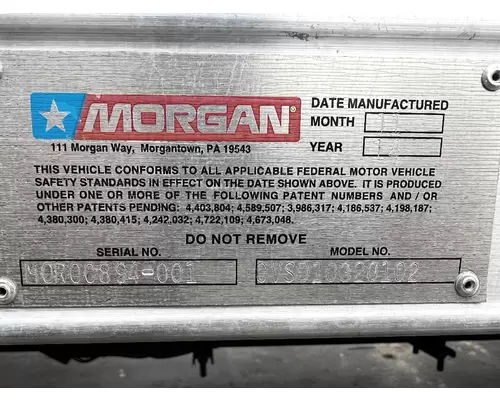 MORGAN®
111 Morgan Way, Morgantown, PA 19543
DATE MANUFACTURED
MONTH
YEAR
THIS VEHICLE CONFORMS TO ALL APPLICABLE FEDERAL MOTOR VEHICLE
SAFETY STANDARDS IN EFFECT ON THE DATE SHOWN ABOVE. IT IS PRODUCED
UNDER ONE OR MORE OF THE FOLLOWING PATENT NUMBERS AND/OR
OTHER PATENTS PENDING: 4,403,804; 4,589,507; 3,986,317; 4,186,537; 4,198,187;
4,380,300; 4,380,415; 4,242,032; 4,722,109; 4,673,048.
DO NOT REMOVE
SERIAL NO.
MODEL NO.